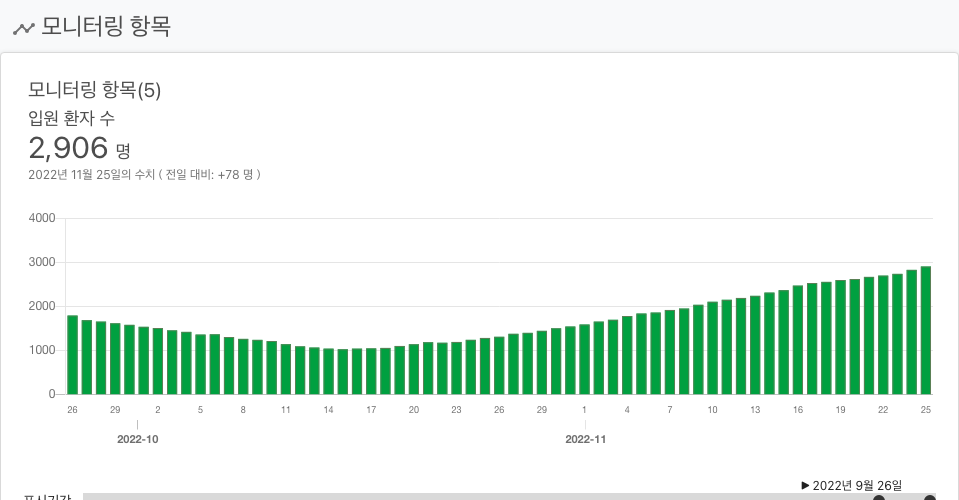 모니터링 항목
모니터링 항목(5)
입원 환자 수
2,906 명
2022년 11월 25일의 수치 ( 전일 대비: +78 명 )
4000
3000
2000
1000
0
26 29 2 5 8 11 14 17 20 23 26 29 1 4 7 10 13 16 19 22 25
2022-10 2022-11
▶ 2022년 9월 26일
표시기간